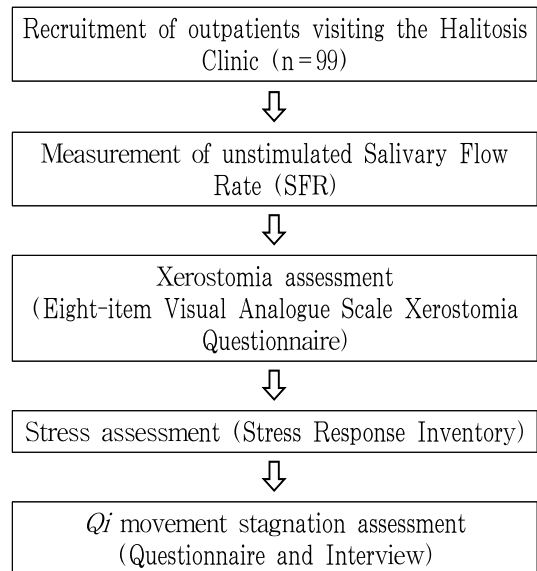 Recruitment of outpatients visiting the Halitosis
Clinic (n=99)
Measurement of unstimulated Salivary Flow
Rate (SFR)
Xerostomia assessment
(Eight-item Visual Analogue Scale Xerostomia
Questionnaire)
Stress assessment (Stress Response Inventory)
Qi movement stagnation assessment
(Questionnaire and Interview)